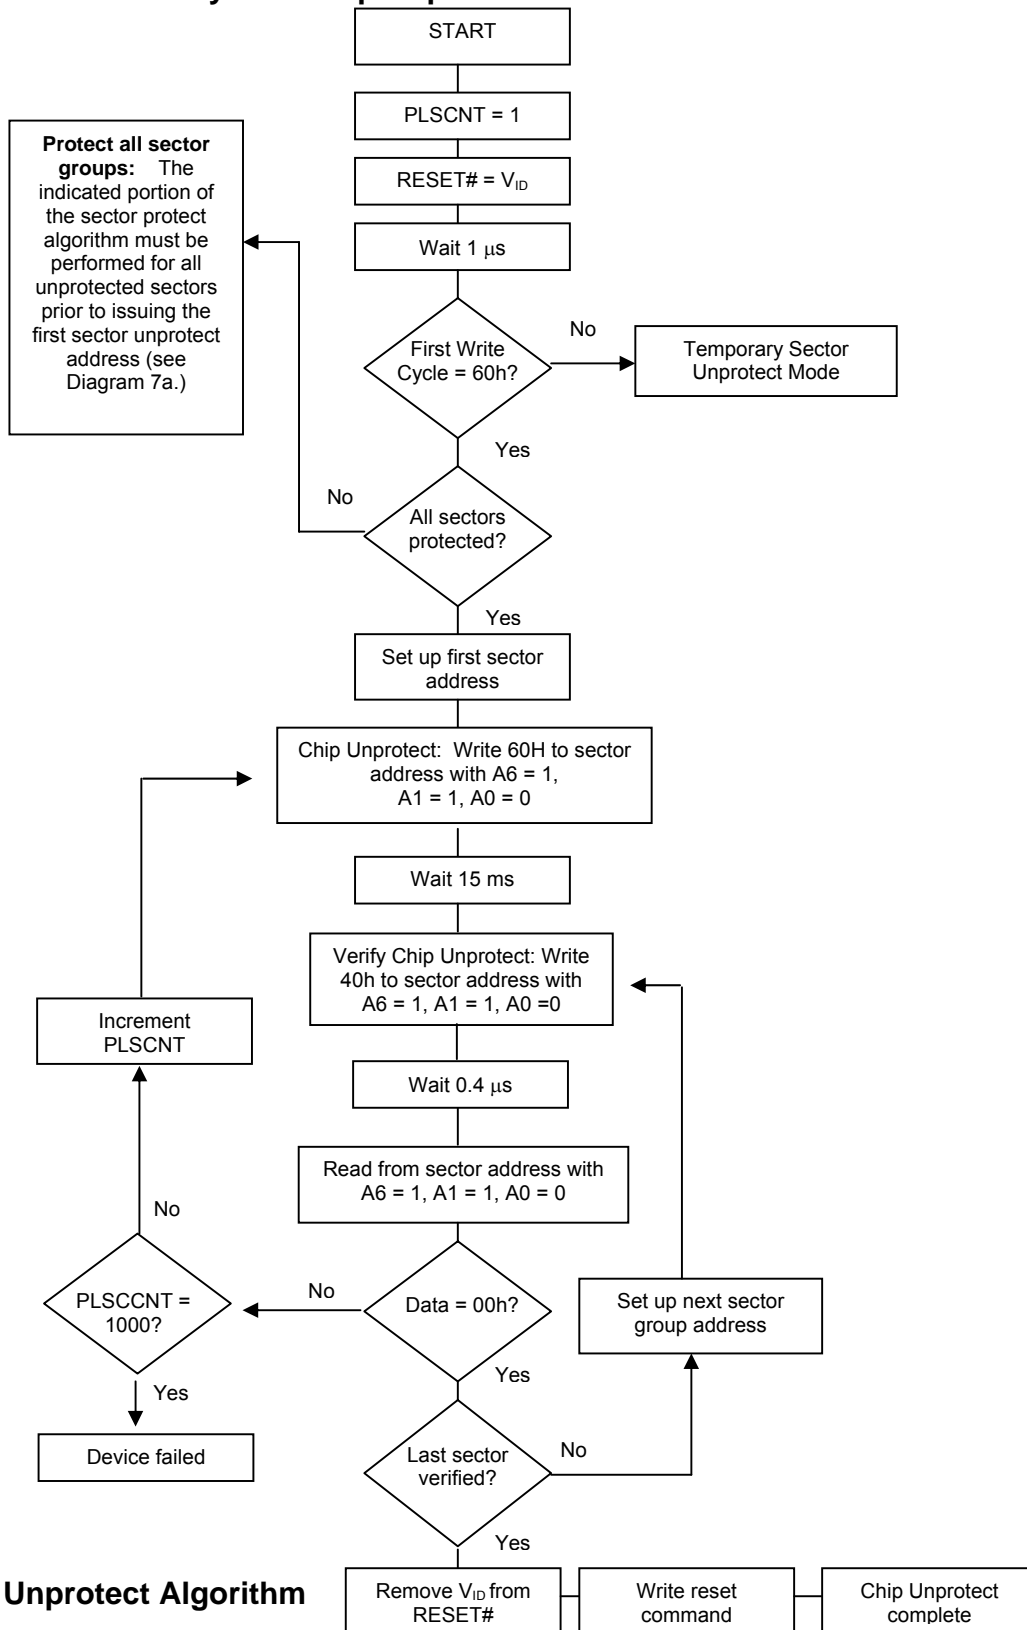 START
PLSCNT = 1
RESET# = VID
Wait 1 μs
Protect all sector
groups: The
indicated portion of
the sector protect
algorithm must be
performed for all
unprotected sectors
prior to issuing the
first sector unprotect
address (see
Diagram 7a.)
First Write
Cycle = 60h?
No
Temporary Sector
Unprotect Mode
Yes
No
All sectors
protected?
Yes
Set up first sector
address
Chip Unprotect: Write 60H to sector
address with A6 = 1,
A1 = 1, A0 = 0
Wait 15 ms
Verify Chip Unprotect: Write
40h to sector address with
A6 = 1, A1 = 1, A0 =0
Increment
PLSCNT
Wait 0.4 μs
Read from sector address with
A6 = 1, A1 = 1, A0 = 0
No
PLSCCNT =
1000?
No
Data = 00h?
Set up next sector
group address
Yes
Yes
Device failed
Last sector
verified?
No
Yes
Unprotect Algorithm
Remove VID from
RESET#
Write reset
command
Chip Unprotect
complete